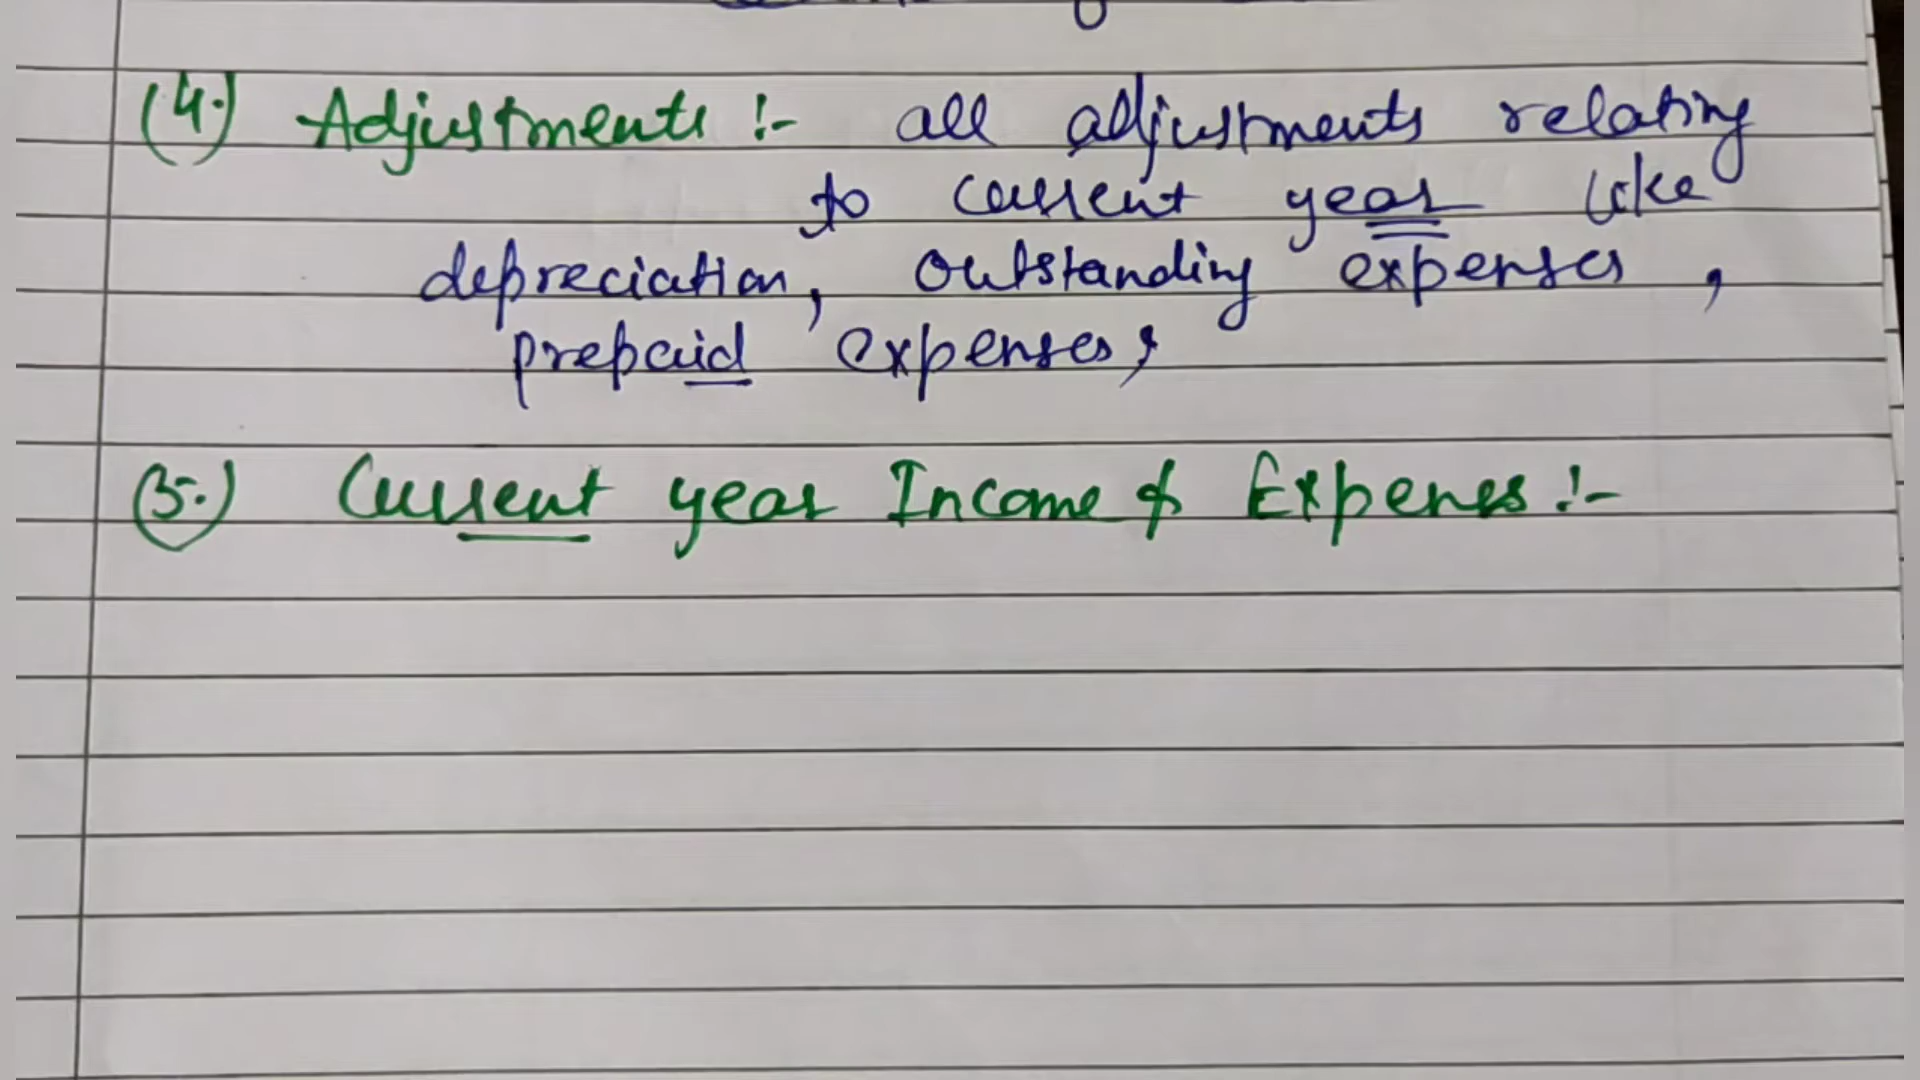 (4.) Adjustments :- all adjustments relating
to current year like
depreciation, outstanding expenses,
prepaid expenses,
(5.) Current year Income & Expenses :-